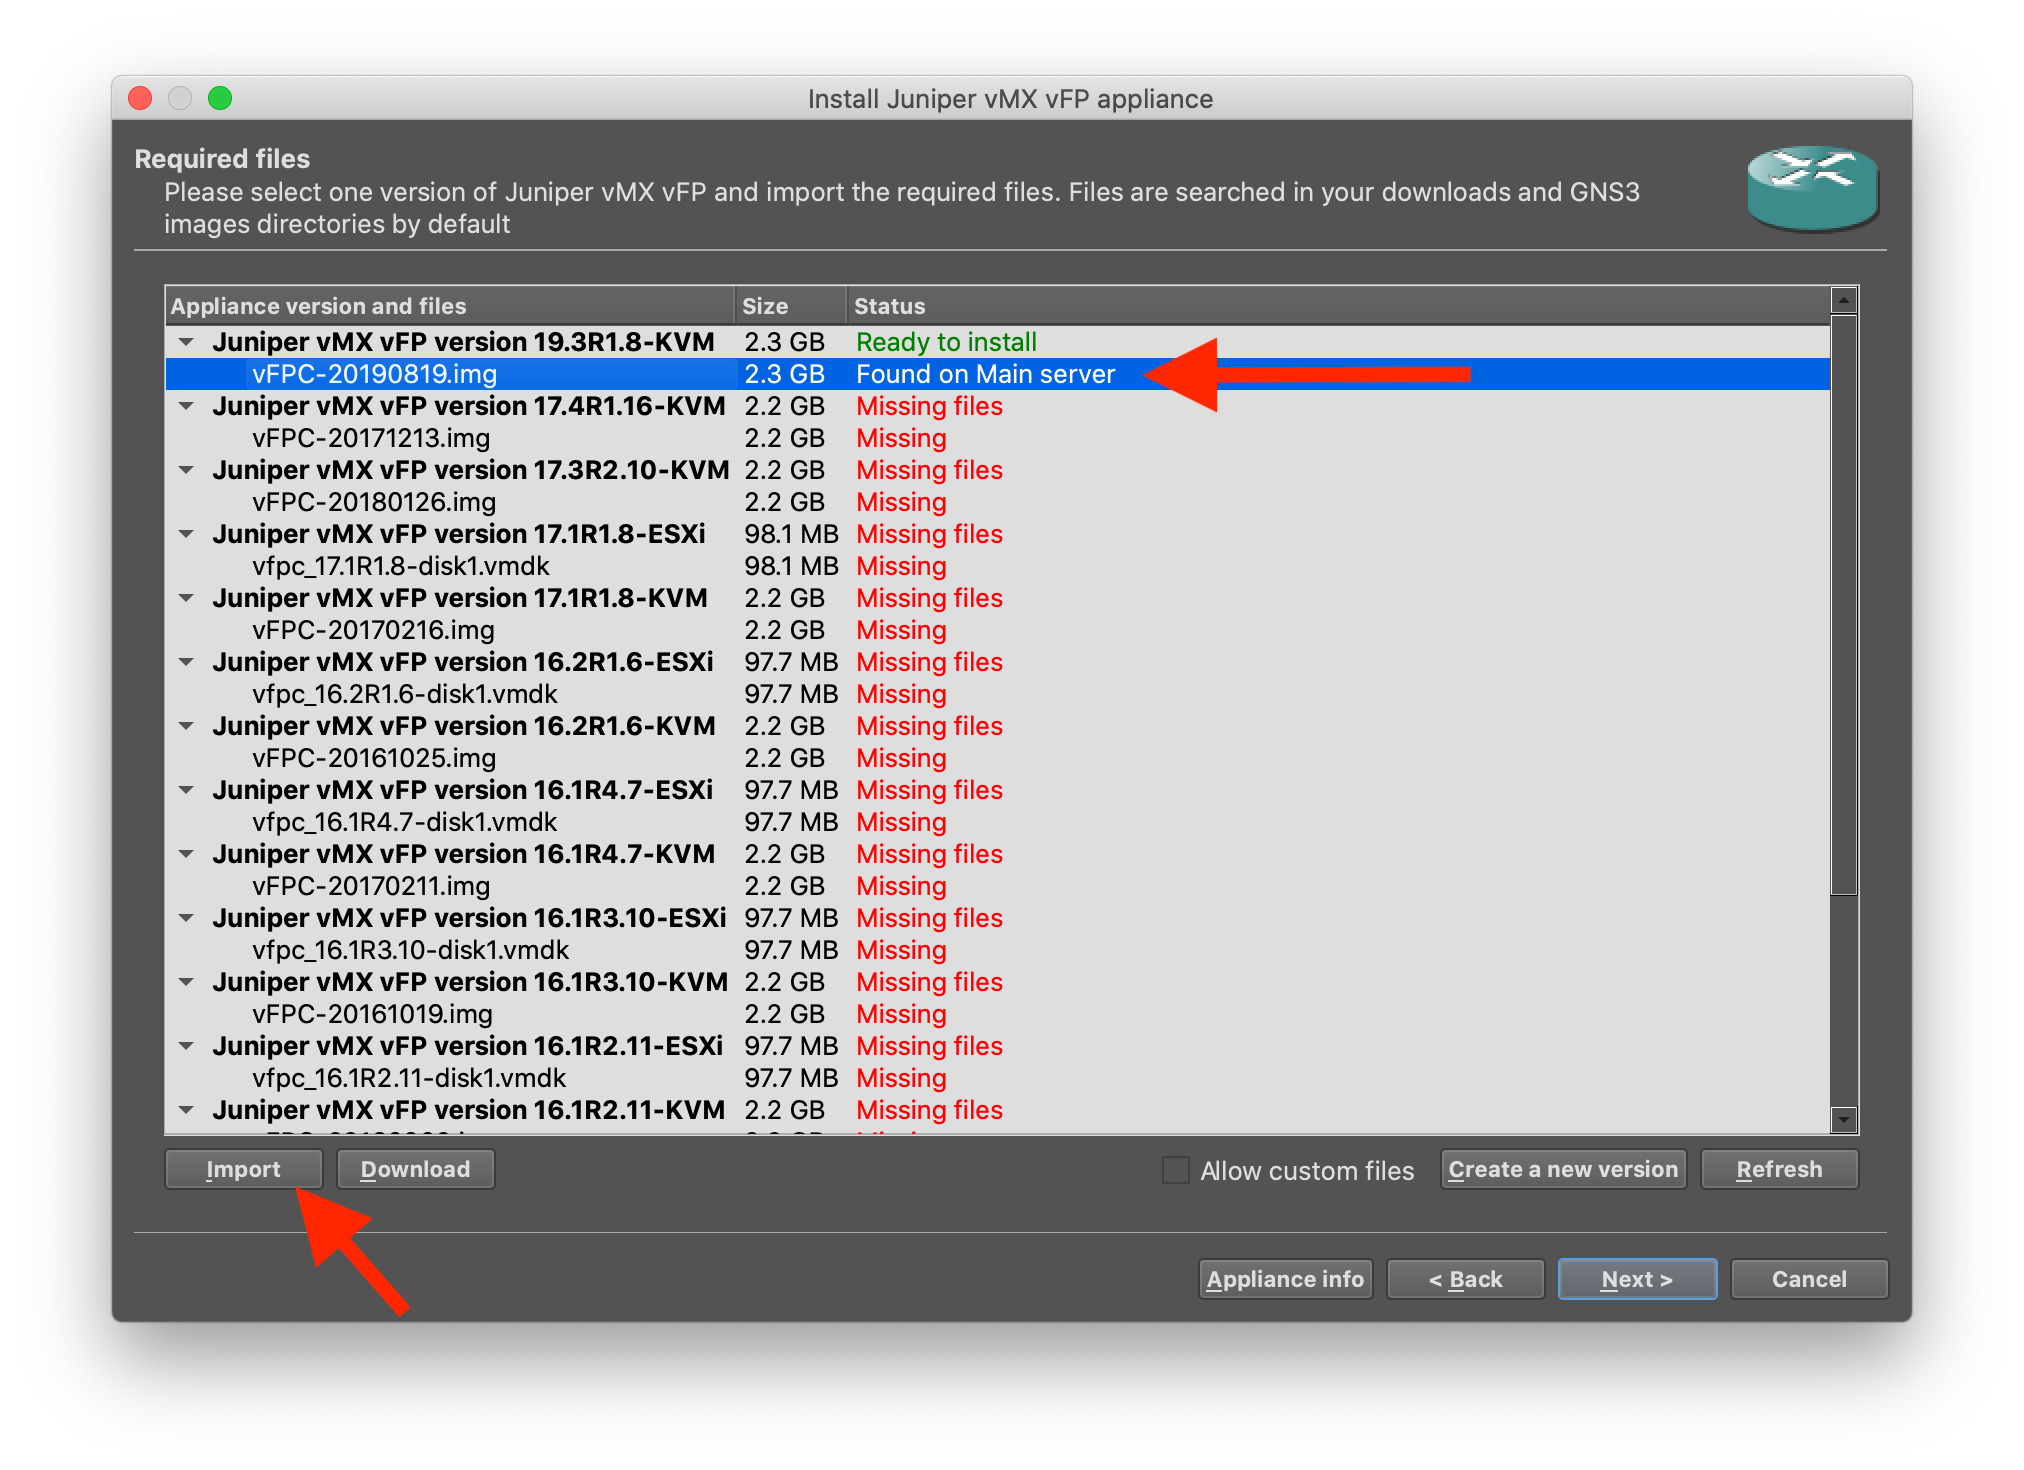 Install Juniper vMX vFP appliance
Required files
Please select one version of Juniper vMX vFP and import the required files. Files are searched in your downloads and GNS3
images directories by default
Appliance version and files Size Status
Juniper vMX vFP version 19.3R1.8-KVM 2.3 GB Ready to install
vFPC-20190819.img 2.3 GB Found on Main server
Juniper vMX vFP version 17.4R1.16-KVM 2.2 GB Missing files
vFPC-20171213.img 2.2 GB Missing
Juniper vMX vFP version 17.3R2.10-KVM 2.2 GB Missing files
vFPC-20180126.img 2.2 GB Missing
Juniper vMX vFP version 17.1R1.8-ESXi 98.1 MB Missing files
vfpc_17.1R1.8-disk1.vmdk 98.1 MB Missing
Juniper vMX vFP version 17.1R1.8-KVM 2.2 GB Missing files
vFPC-20170216.img 2.2 GB Missing
Juniper vMX vFP version 16.2R1.6-ESXi 97.7 MB Missing files
vfpc_16.2R1.6-disk1.vmdk 97.7 MB Missing
Juniper vMX vFP version 16.2R1.6-KVM 2.2 GB Missing files
vFPC-20161025.img 2.2 GB Missing
Juniper vMX vFP version 16.1R4.7-ESXi 97.7 MB Missing files
vfpc_16.1R4.7-disk1.vmdk 97.7 MB Missing
Juniper vMX vFP version 16.1R4.7-KVM 2.2 GB Missing files
vFPC-20170211.img 2.2 GB Missing
Juniper vMX vFP version 16.1R3.10-ESXi 97.7 MB Missing files
vfpc_16.1R3.10-disk1.vmdk 97.7 MB Missing
Juniper vMX vFP version 16.1R3.10-KVM 2.2 GB Missing files
vFPC-20161019.img 2.2 GB Missing
Juniper vMX vFP version 16.1R2.11-ESXi 97.7 MB Missing files
vfpc_16.1R2.11-disk1.vmdk 97.7 MB Missing
Juniper vMX vFP version 16.1R2.11-KVM 2.2 GB Missing files
Import Download Allow custom files Create a new version Refresh
Appliance info < Back Next > Cancel